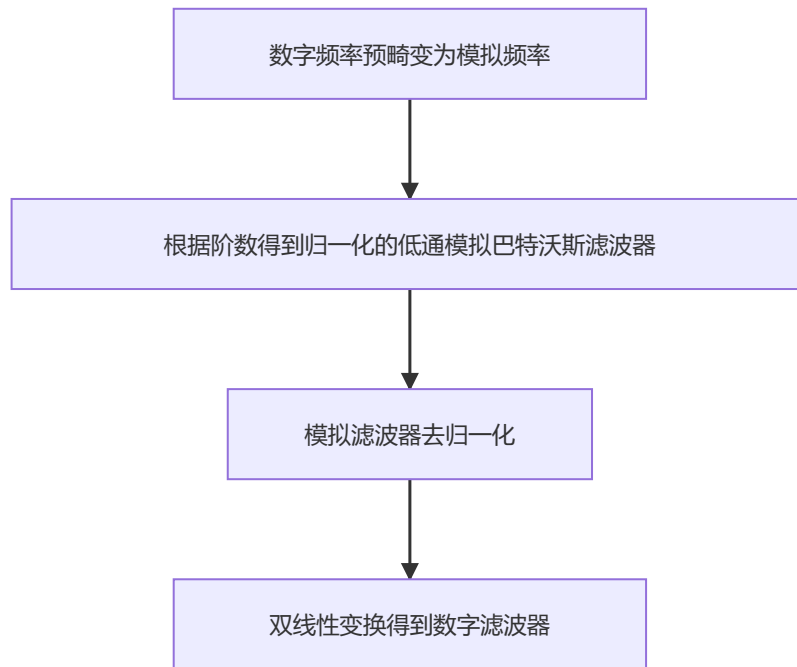 数字频率预畸变为模拟频率
根据阶数得到归一化的低通模拟巴特沃斯滤波器
模拟滤波器去归一化
双线性变换得到数字滤波器